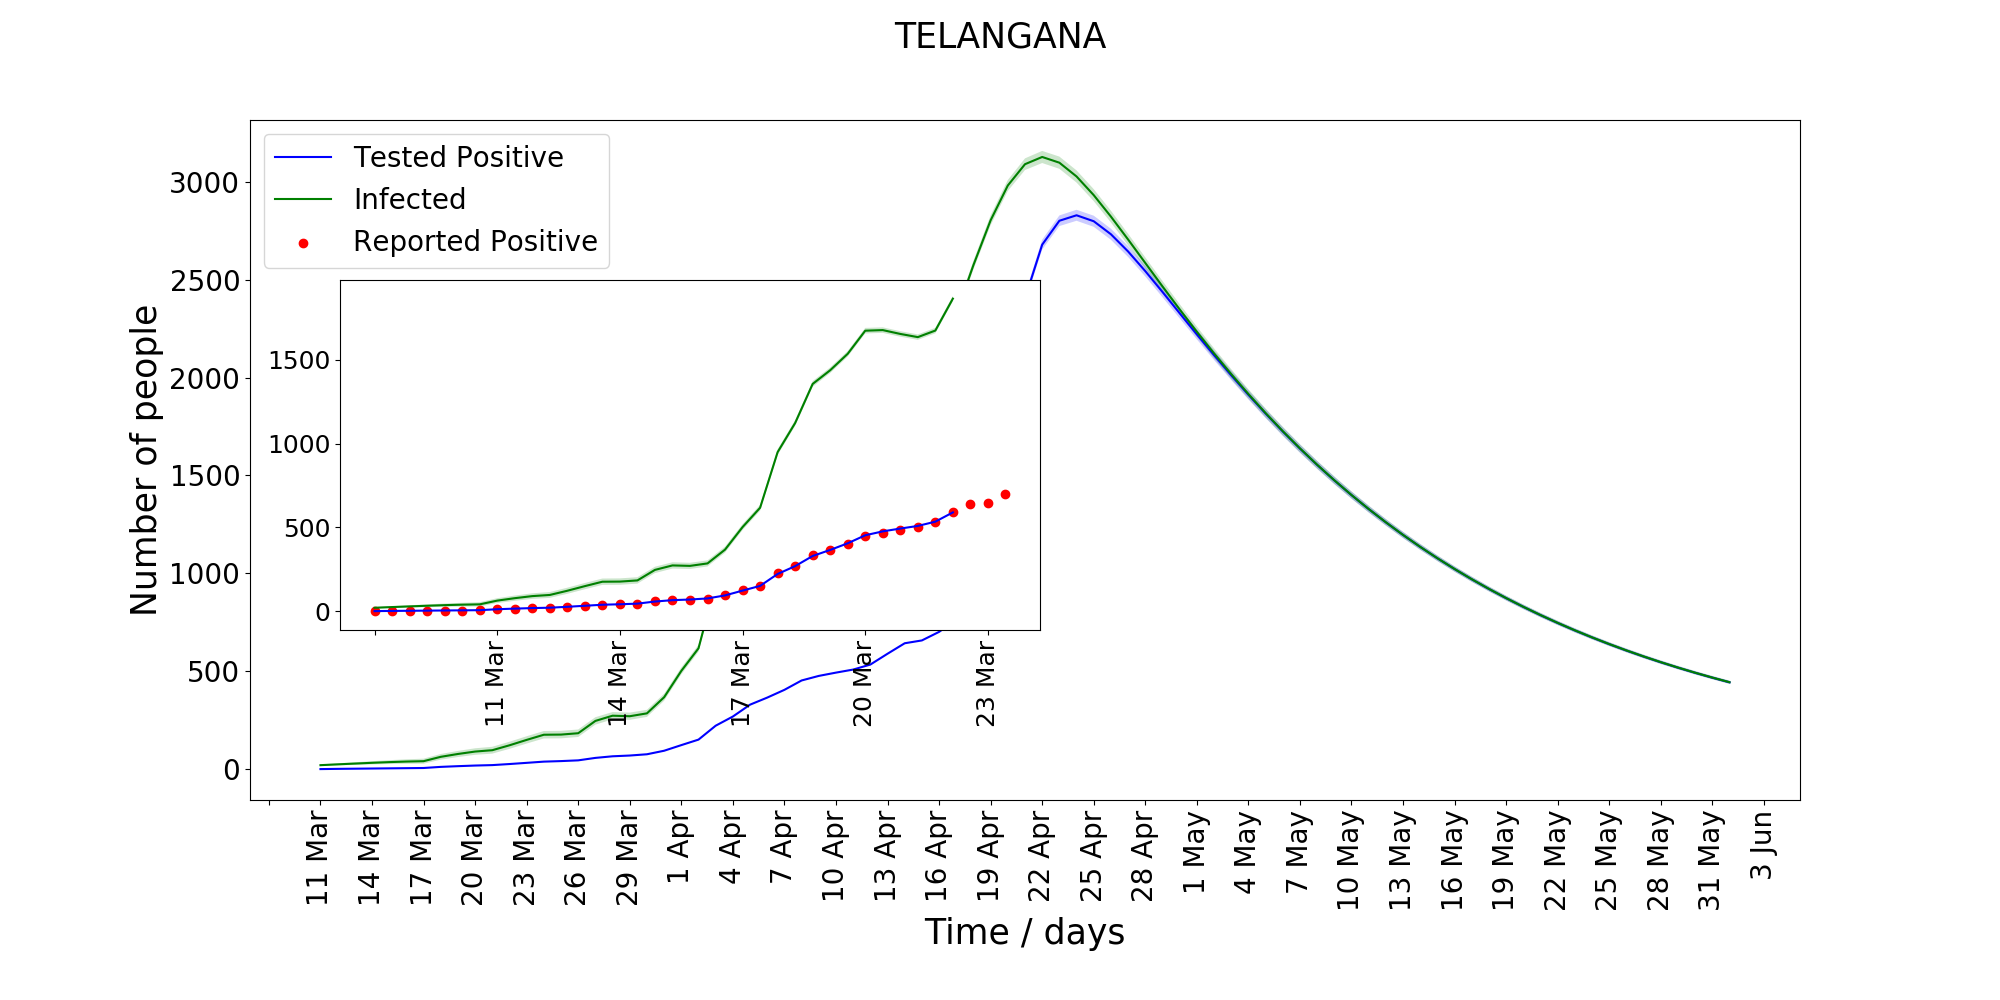 TELANGANA
Tested Positive
Infected
Reported Positive
Number of people
3000
2500
2000
1500
1000
500
0
1500
1000
500
0
11 Mar
14 Mar
17 Mar
20 Mar
23 Mar
11 Mar
14 Mar
17 Mar
20 Mar
23 Mar
26 Mar
29 Mar
1 Apr
4 Apr
7 Apr
10 Apr
13 Apr
16 Apr
19 Apr
22 Apr
25 Apr
28 Apr
1 May
4 May
7 May
10 May
13 May
16 May
19 May
22 May
25 May
28 May
31 May
3 Jun
Time / days